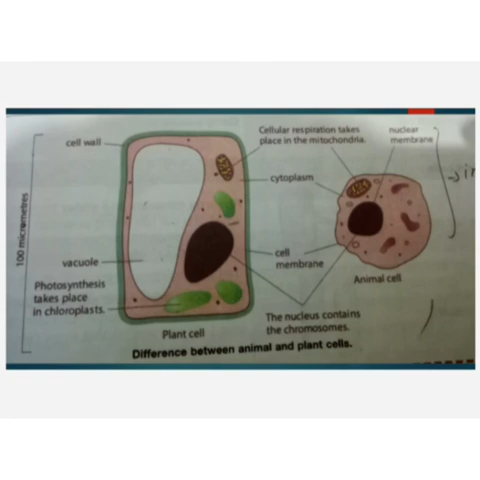 Cellular respiration takes
place in the mitochondria.
nuclear
membrane
cell wall
cytoplasm
100 micrometres
vacuole
cell
membrane
Animal cell
Photosynthesis
takes place
in chloroplasts.
The nucleus contains
the chromosomes.
Plant cell
Difference between animal and plant cells.